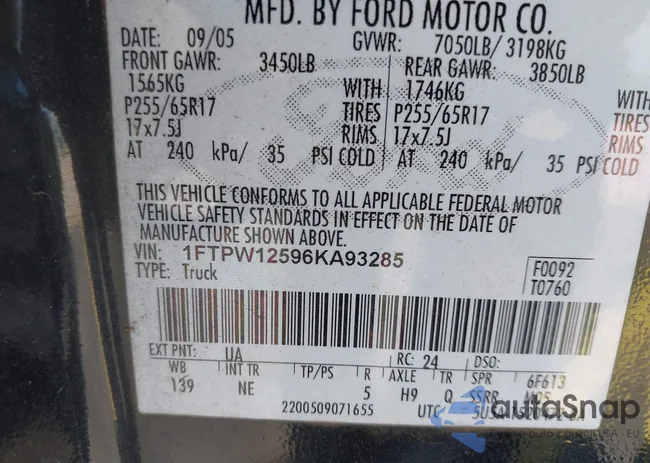 MFD. BY FORD MOTOR CO.
DATE: 09/05 GVWR: 7050LB/ 3198KG
FRONT GAWR: 3450LB REAR GAWR: 3850LB
1565KG WITH 1746KG WITH
P255/65R17 TIRES P255/65R17 TIRES
17x7.5J RIMS 17x7.5J RIMS
AT 240 kPa/ 35 PSI COLD AT 240 kPa/ 35 PSI COLD
THIS VEHICLE CONFORMS TO ALL APPLICABLE FEDERAL MOTOR
VEHICLE SAFETY STANDARDS IN EFFECT ON THE DATE OF
MANUFACTURE SHOWN ABOVE.
VIN: 1FTPW12596KA93285
TYPE: Truck
F0092
T0760
EXT PNT: UA RC: 24 DSO:
WB INT TR TP/PS R AXLE TR SPR 6F613
139 NE 5 H9 Q SSRR
2200509071655 UTC
autaSnap